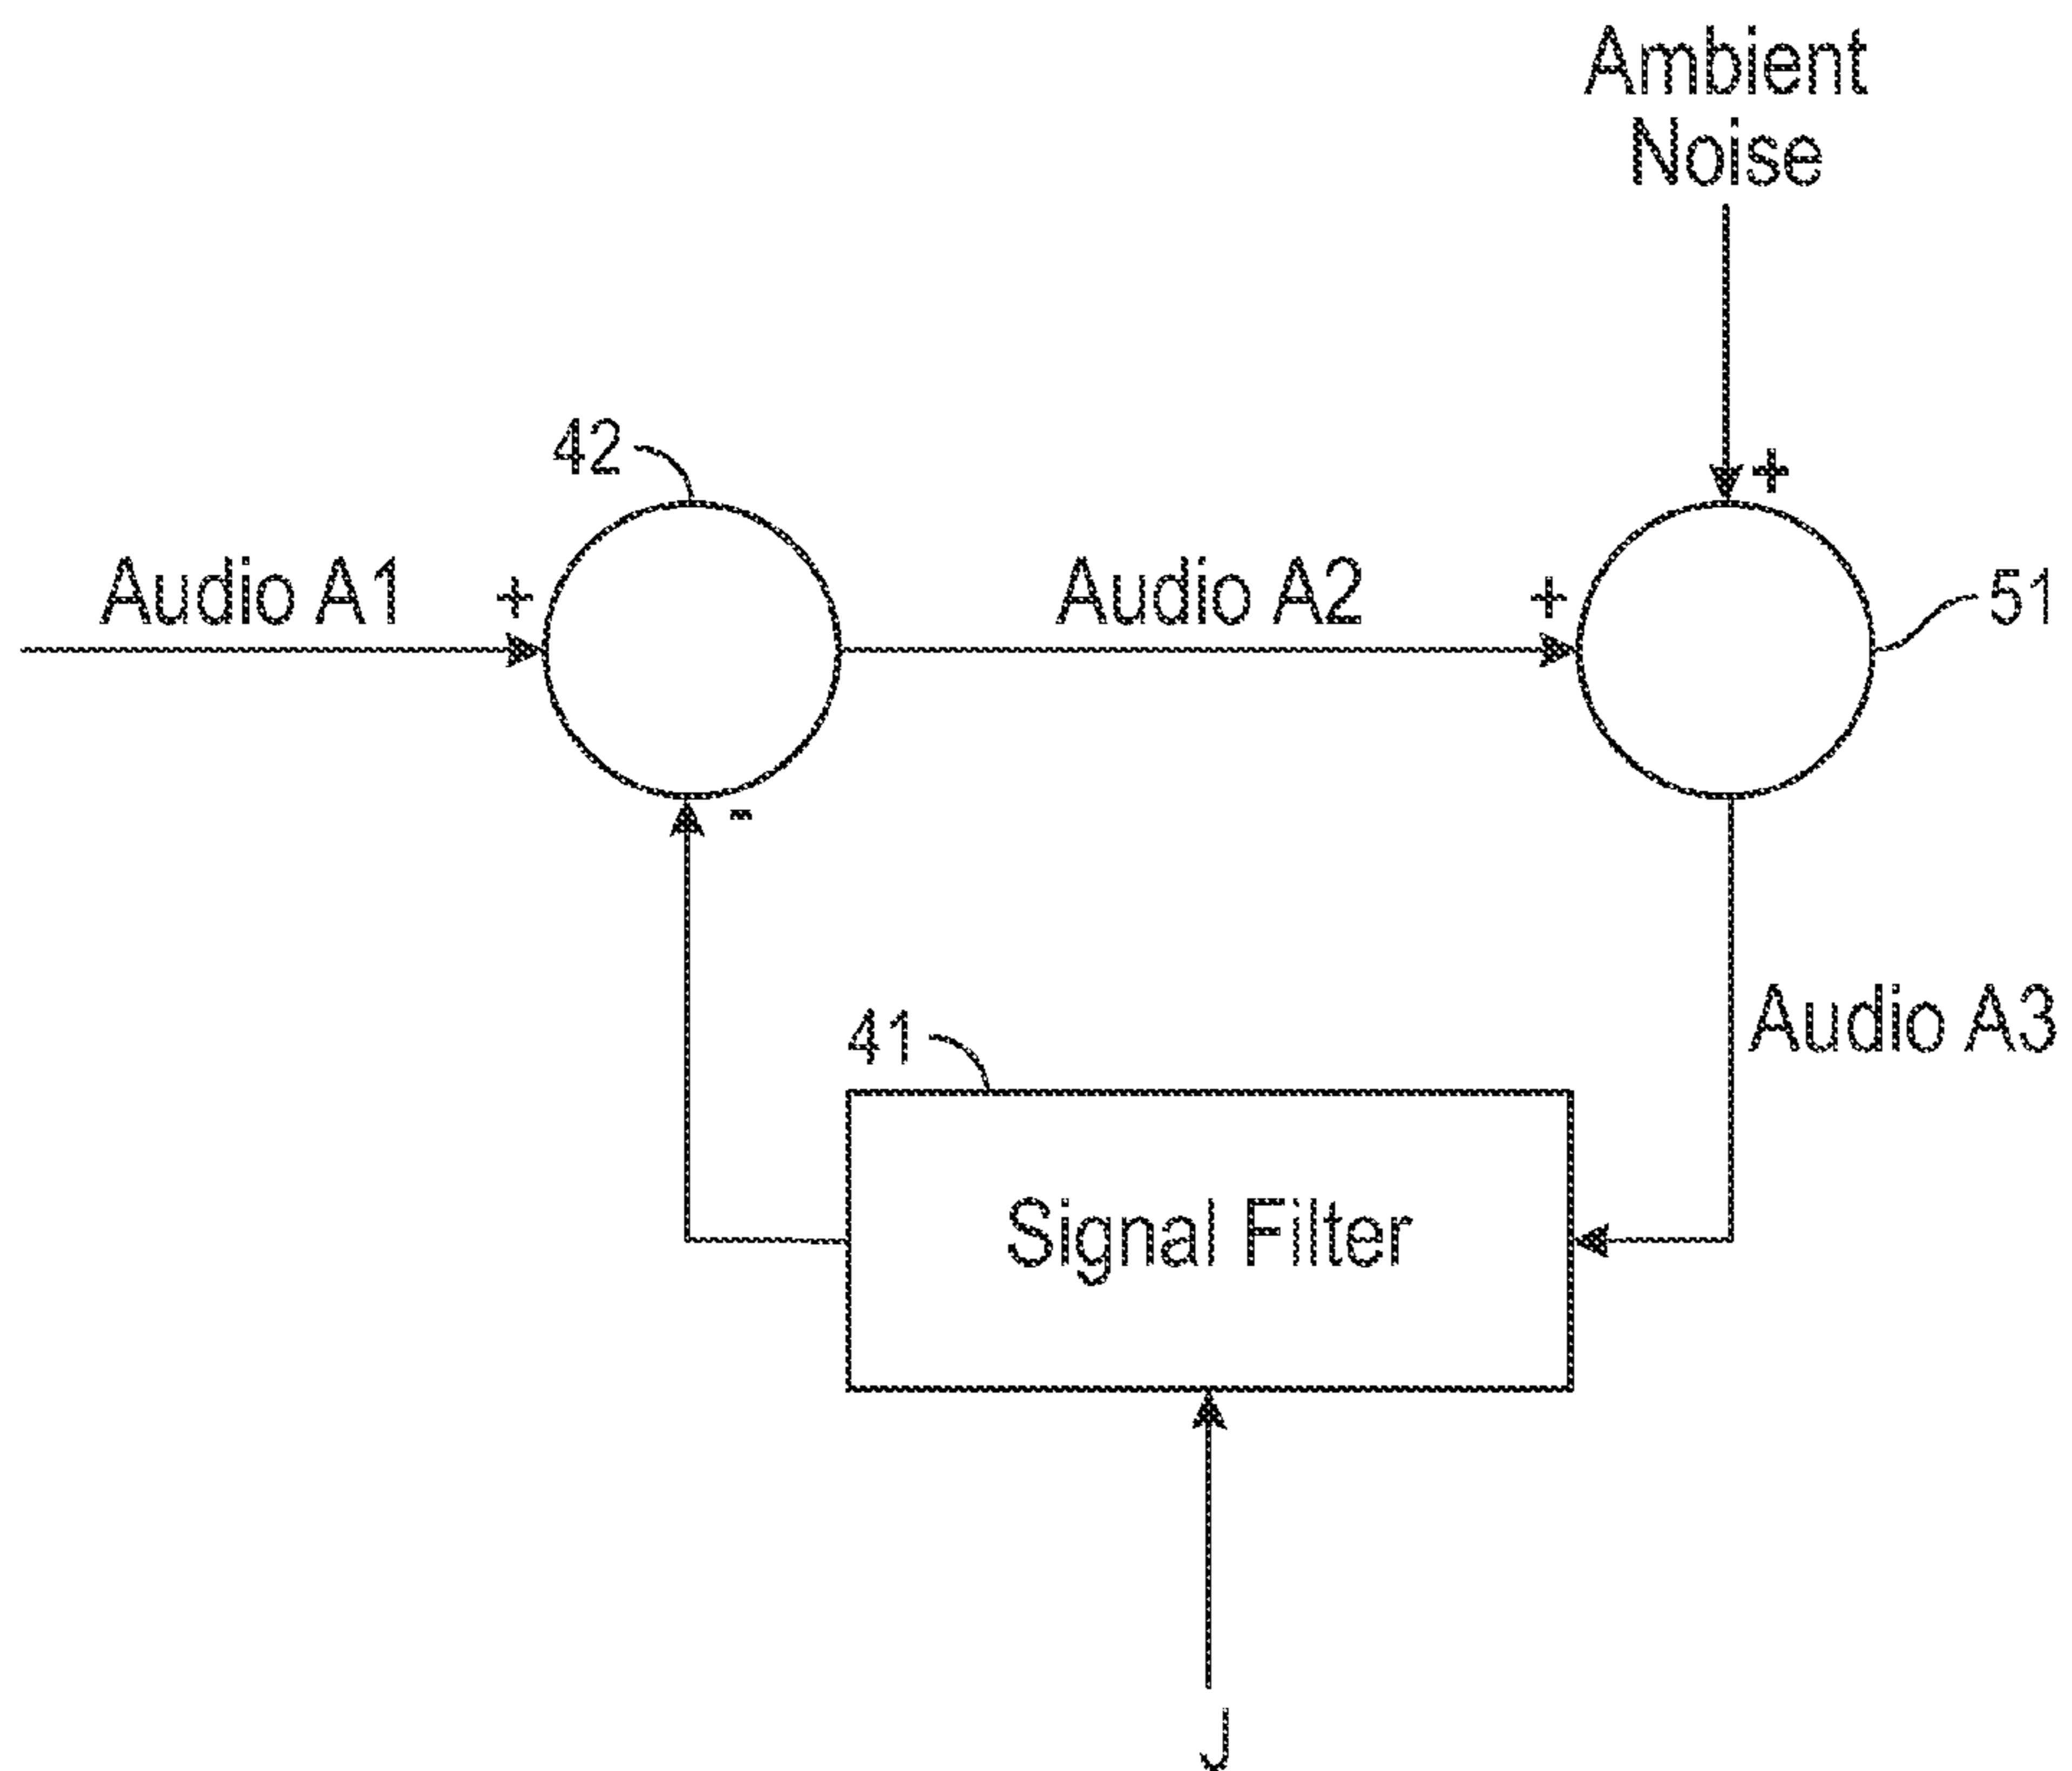 Ambient
Noise
+
42
Audio A1
+
Audio A2
+
51
-
41
Audio A3
Signal Filter
J